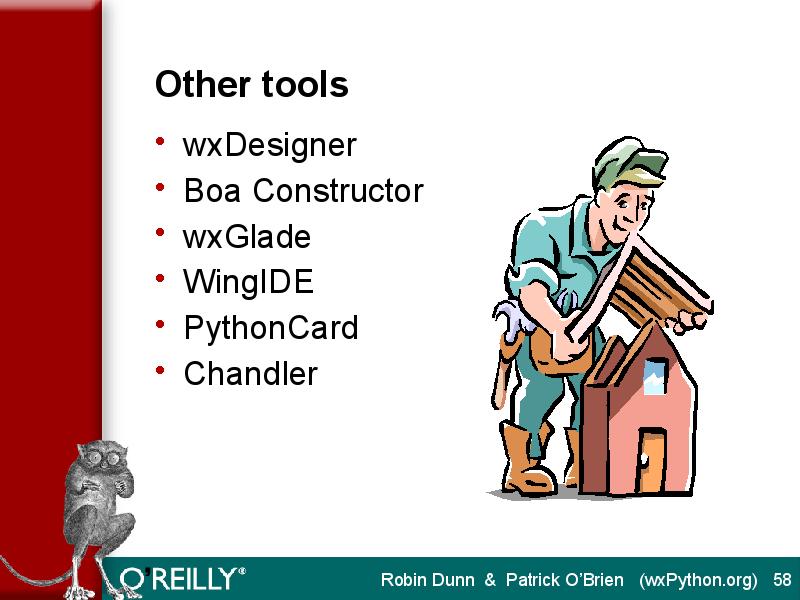 Other tools
• wxDesigner
• Boa Constructor
• wxGlade
• WingIDE
• PythonCard
• Chandler
O'REILLY®
Robin Dunn & Patrick O'Brien (wxPython.org) 58